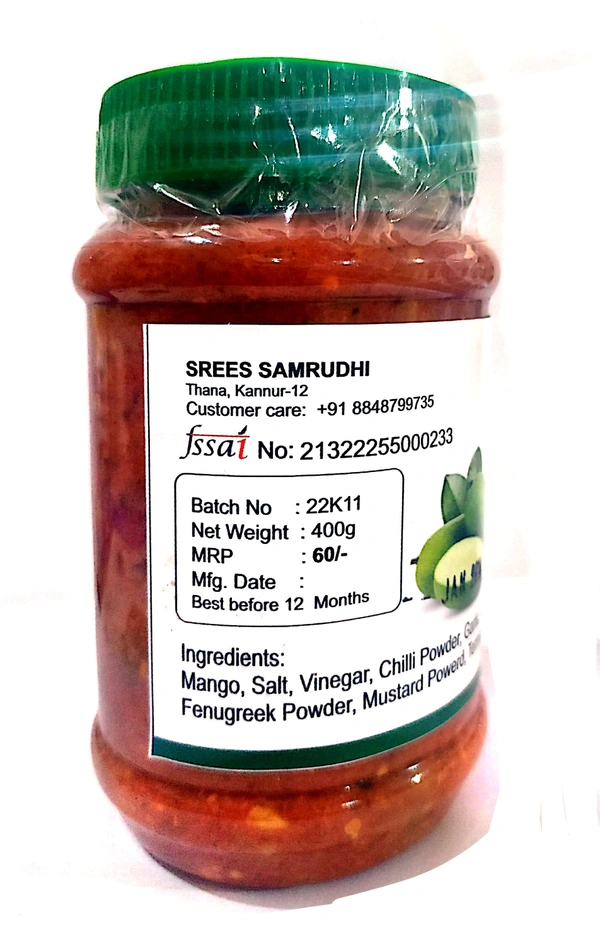 SREES SAMRUDHI
Thana, Kannur-12
Customer care: +91 8848799735
fssai No: 21322255000233
Batch No : 22K11
Net Weight : 400g
MRP : 60/-
Mfg. Date :
Best before 12 Months
JAN
Ingredients:
Mango, Salt, Vinegar, Chilli Powder,
Fenugreek Powder, Mustard Powerd,